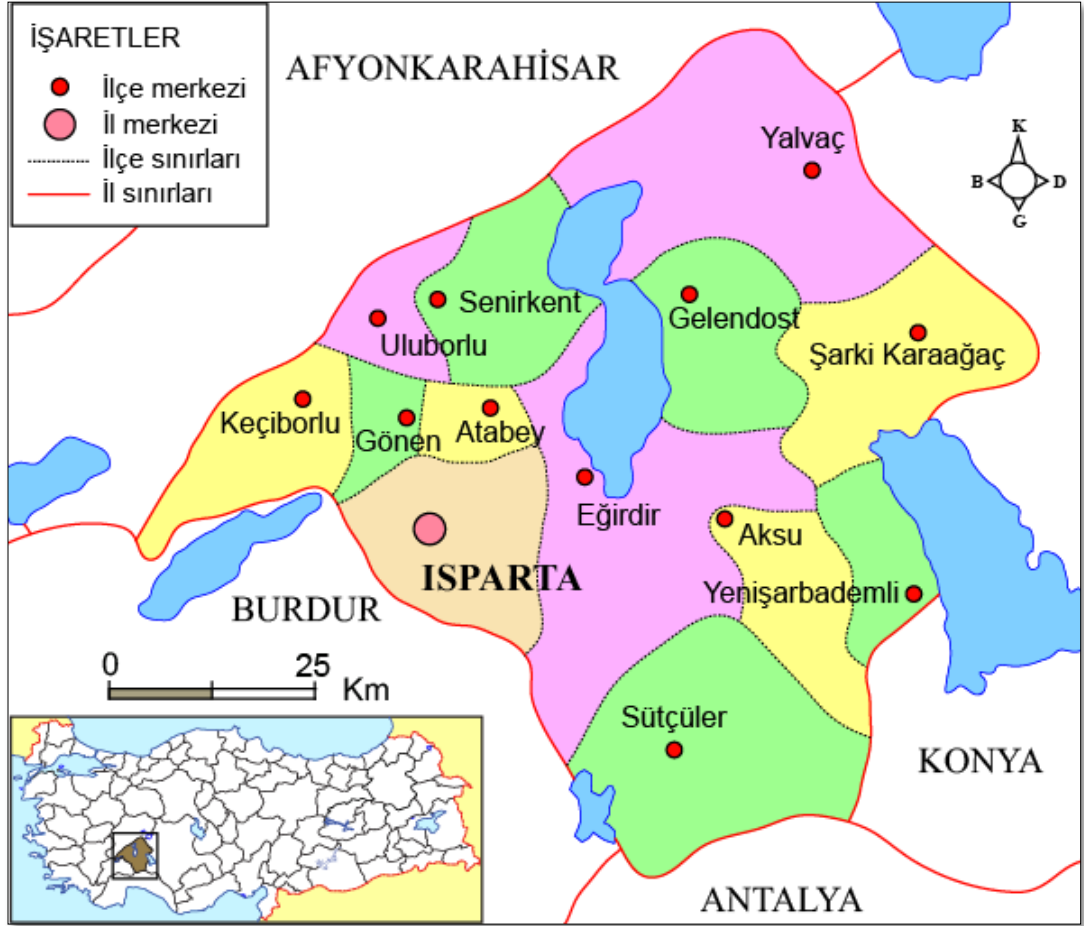 İŞARETLER
İlçe merkezi
İl merkezi
İlçe sınırları
İl sınırları
AFYONKARAHİSAR
Yalvaç
K
B
D
G
Senirkent
Gelendost
Uluborlu
Şarki Karaağaç
Keçiborlu
Gönen
Atabey
Eğirdir
Aksu
ISPARTA
Yenişarbademli
BURDUR
0
25
Km
Sütçüler
KONYA
ANTALYA